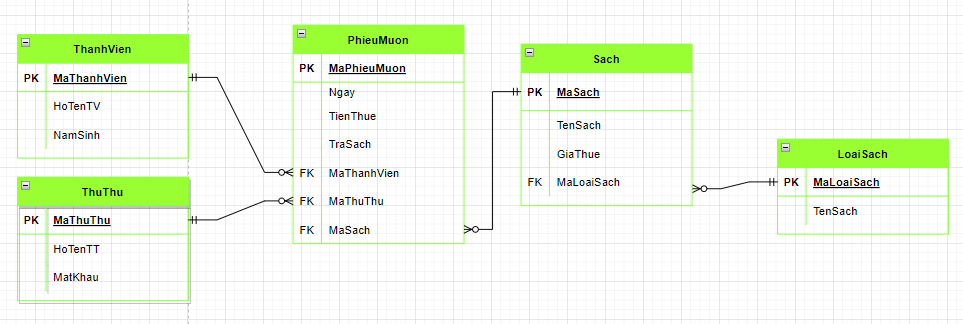 ThanhVien
PK MaThanhVien
HoTenTV
NamSinh
ThuThu
PK MaThuThu
HoTenTT
MatKhau
PhieuMuon
PK MaPhieuMuon
Ngay
TienThue
TraSach
FK MaThanhVien
FK MaThuThu
FK MaSach
Sach
PK MaSach
TenSach
GiaThue
FK MaLoaiSach
LoaiSach
PK MaLoaiSach
TenSach